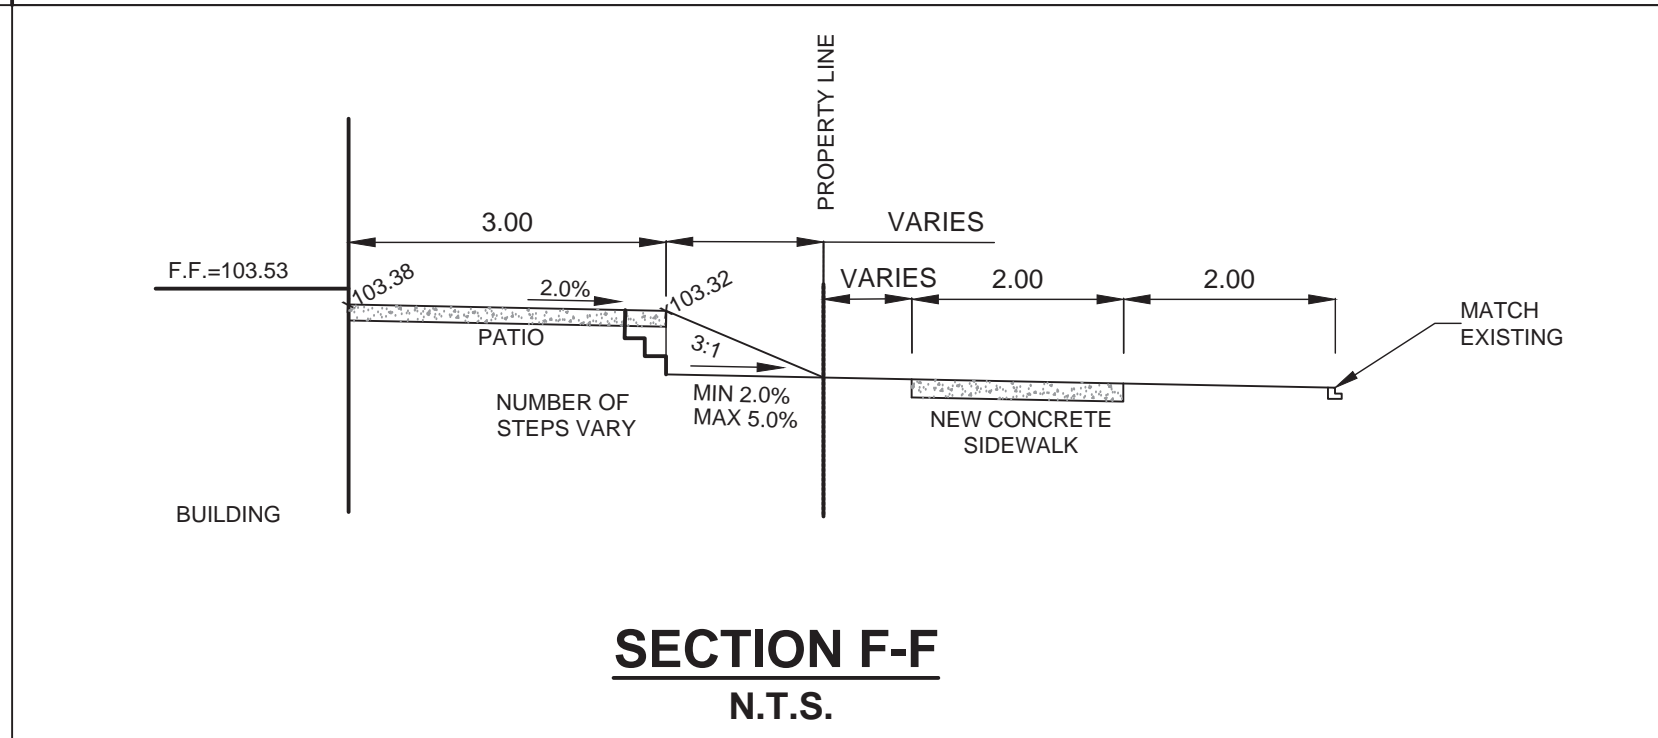 PROPERTY LINE
3.00
VARIES
F.F.=103.53
103.38
2.0%
103.32
VARIES
2.00
2.00
MATCH
EXISTING
PATIO
3:1
MIN 2.0%
MAX 5.0%
NUMBER OF
STEPS VARY
NEW CONCRETE
SIDEWALK
BUILDING
SECTION F-F
N.T.S.